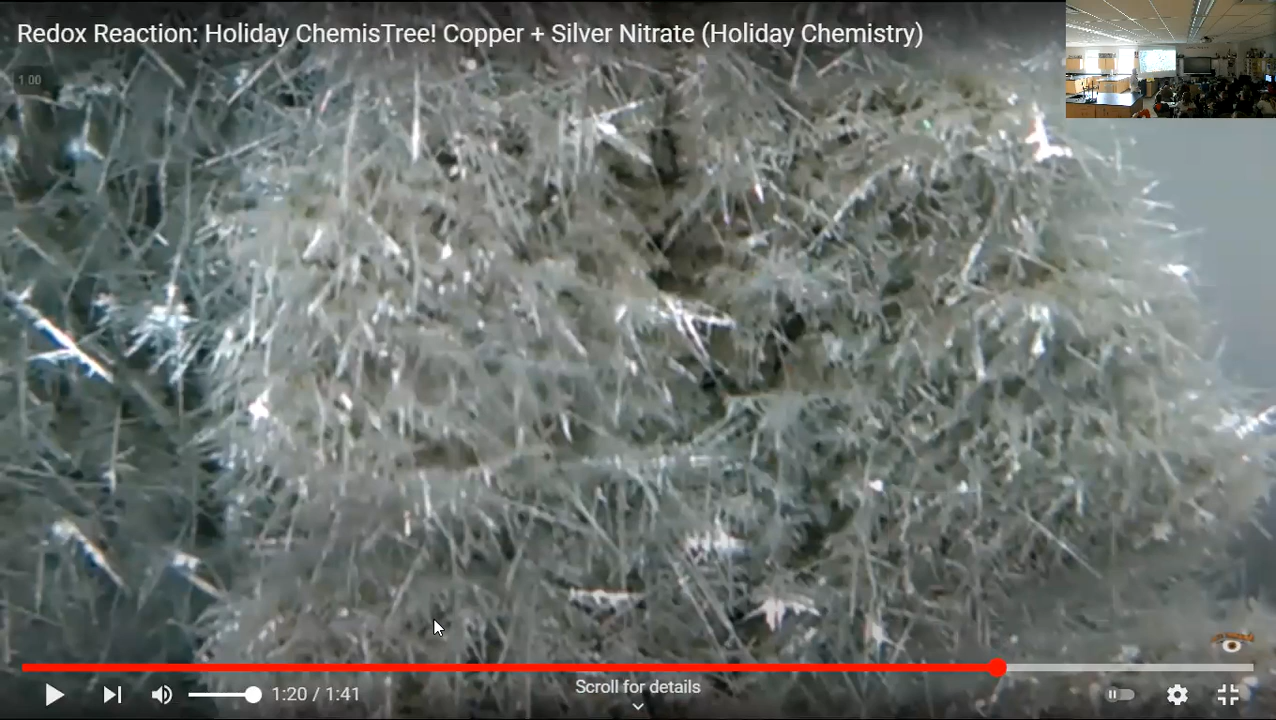 Redox Reaction: Holiday ChemisTree! Copper + Silver Nitrate (Holiday Chemistry)
1 00
1:20 / 1:41
Scroll for details